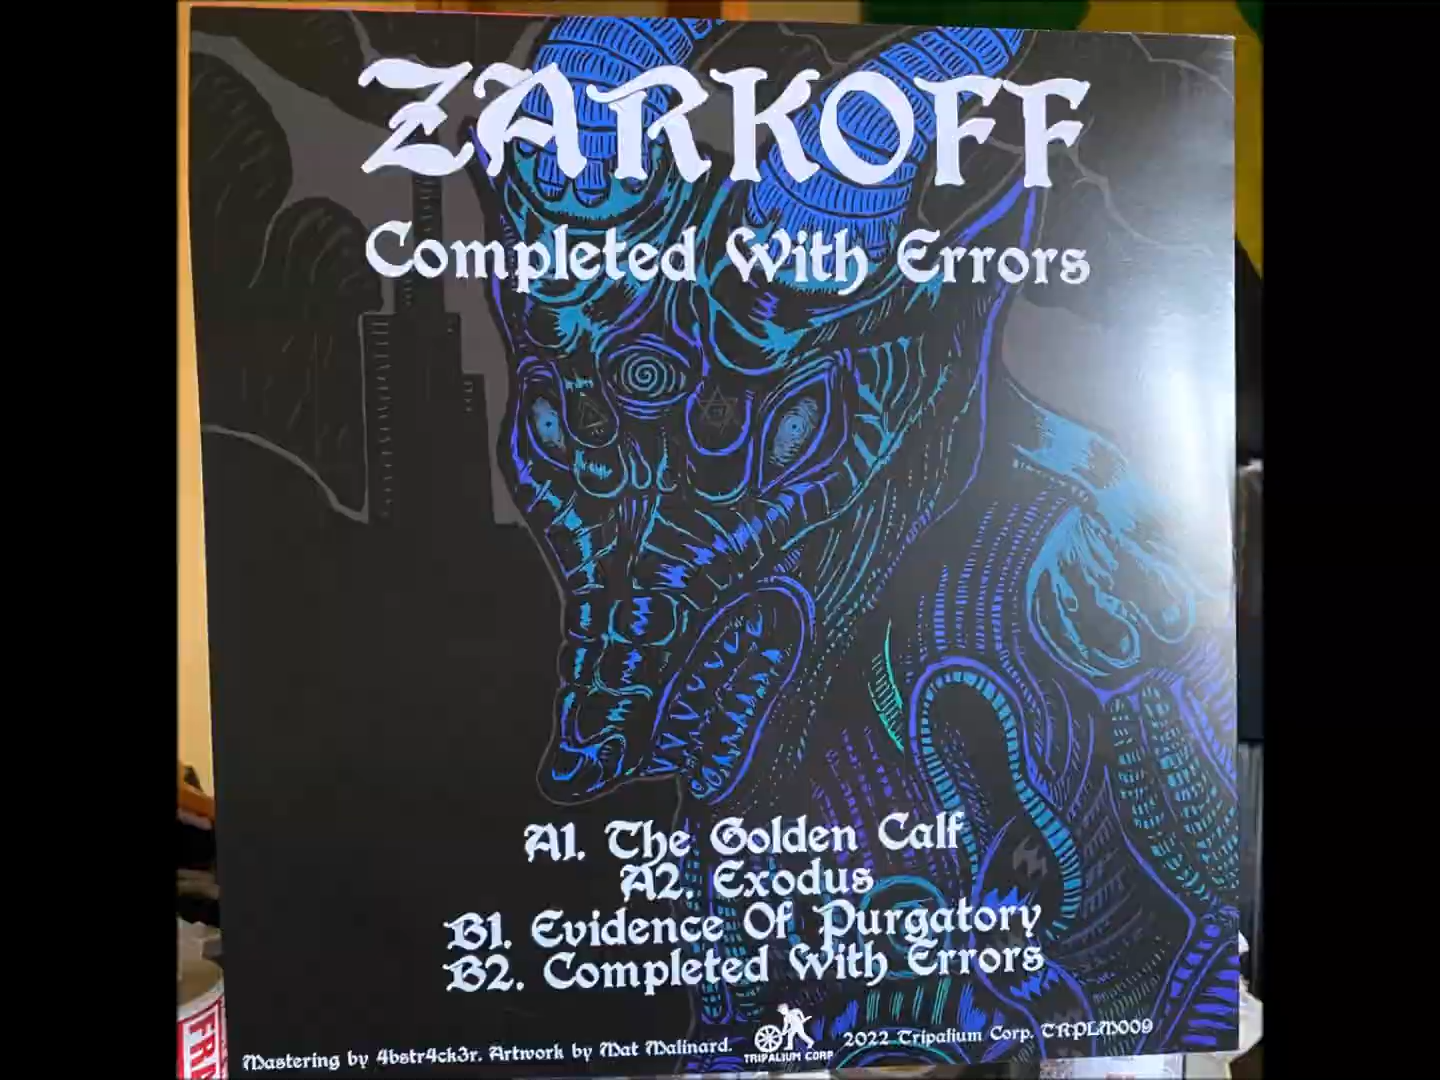 ZARKOFF
Completed With Errors
A1. The Golden Calf
A2. Exodus
B1. Evidence Of Purgatory
B2. Completed With Errors
Mastering by 4bstr4ck3r. Artwork by Mat Malinard.
TRIPALIUM CORP
2022 Tripalium Corp. TRPLM009